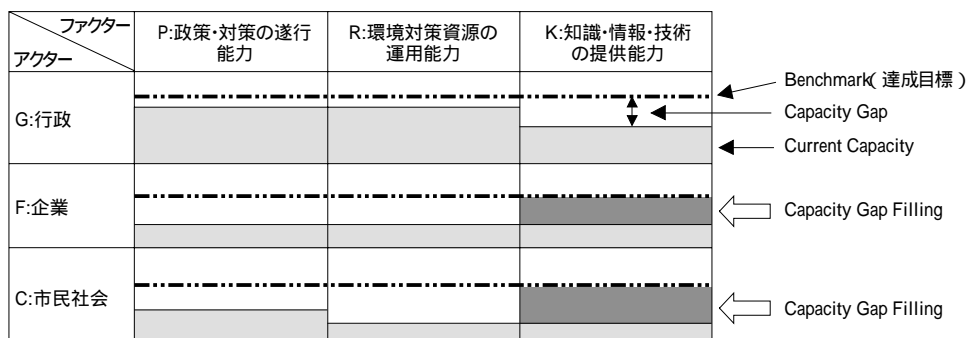 ファクター
アクター
P:政策・対策の遂行
能力
R:環境対策資源の
運用能力
K:知識・情報・技術
の提供能力
G:行政
Benchmark(達成目標)
Capacity Gap
Current Capacity
F:企業
Capacity Gap Filling
C:市民社会
Capacity Gap Filling